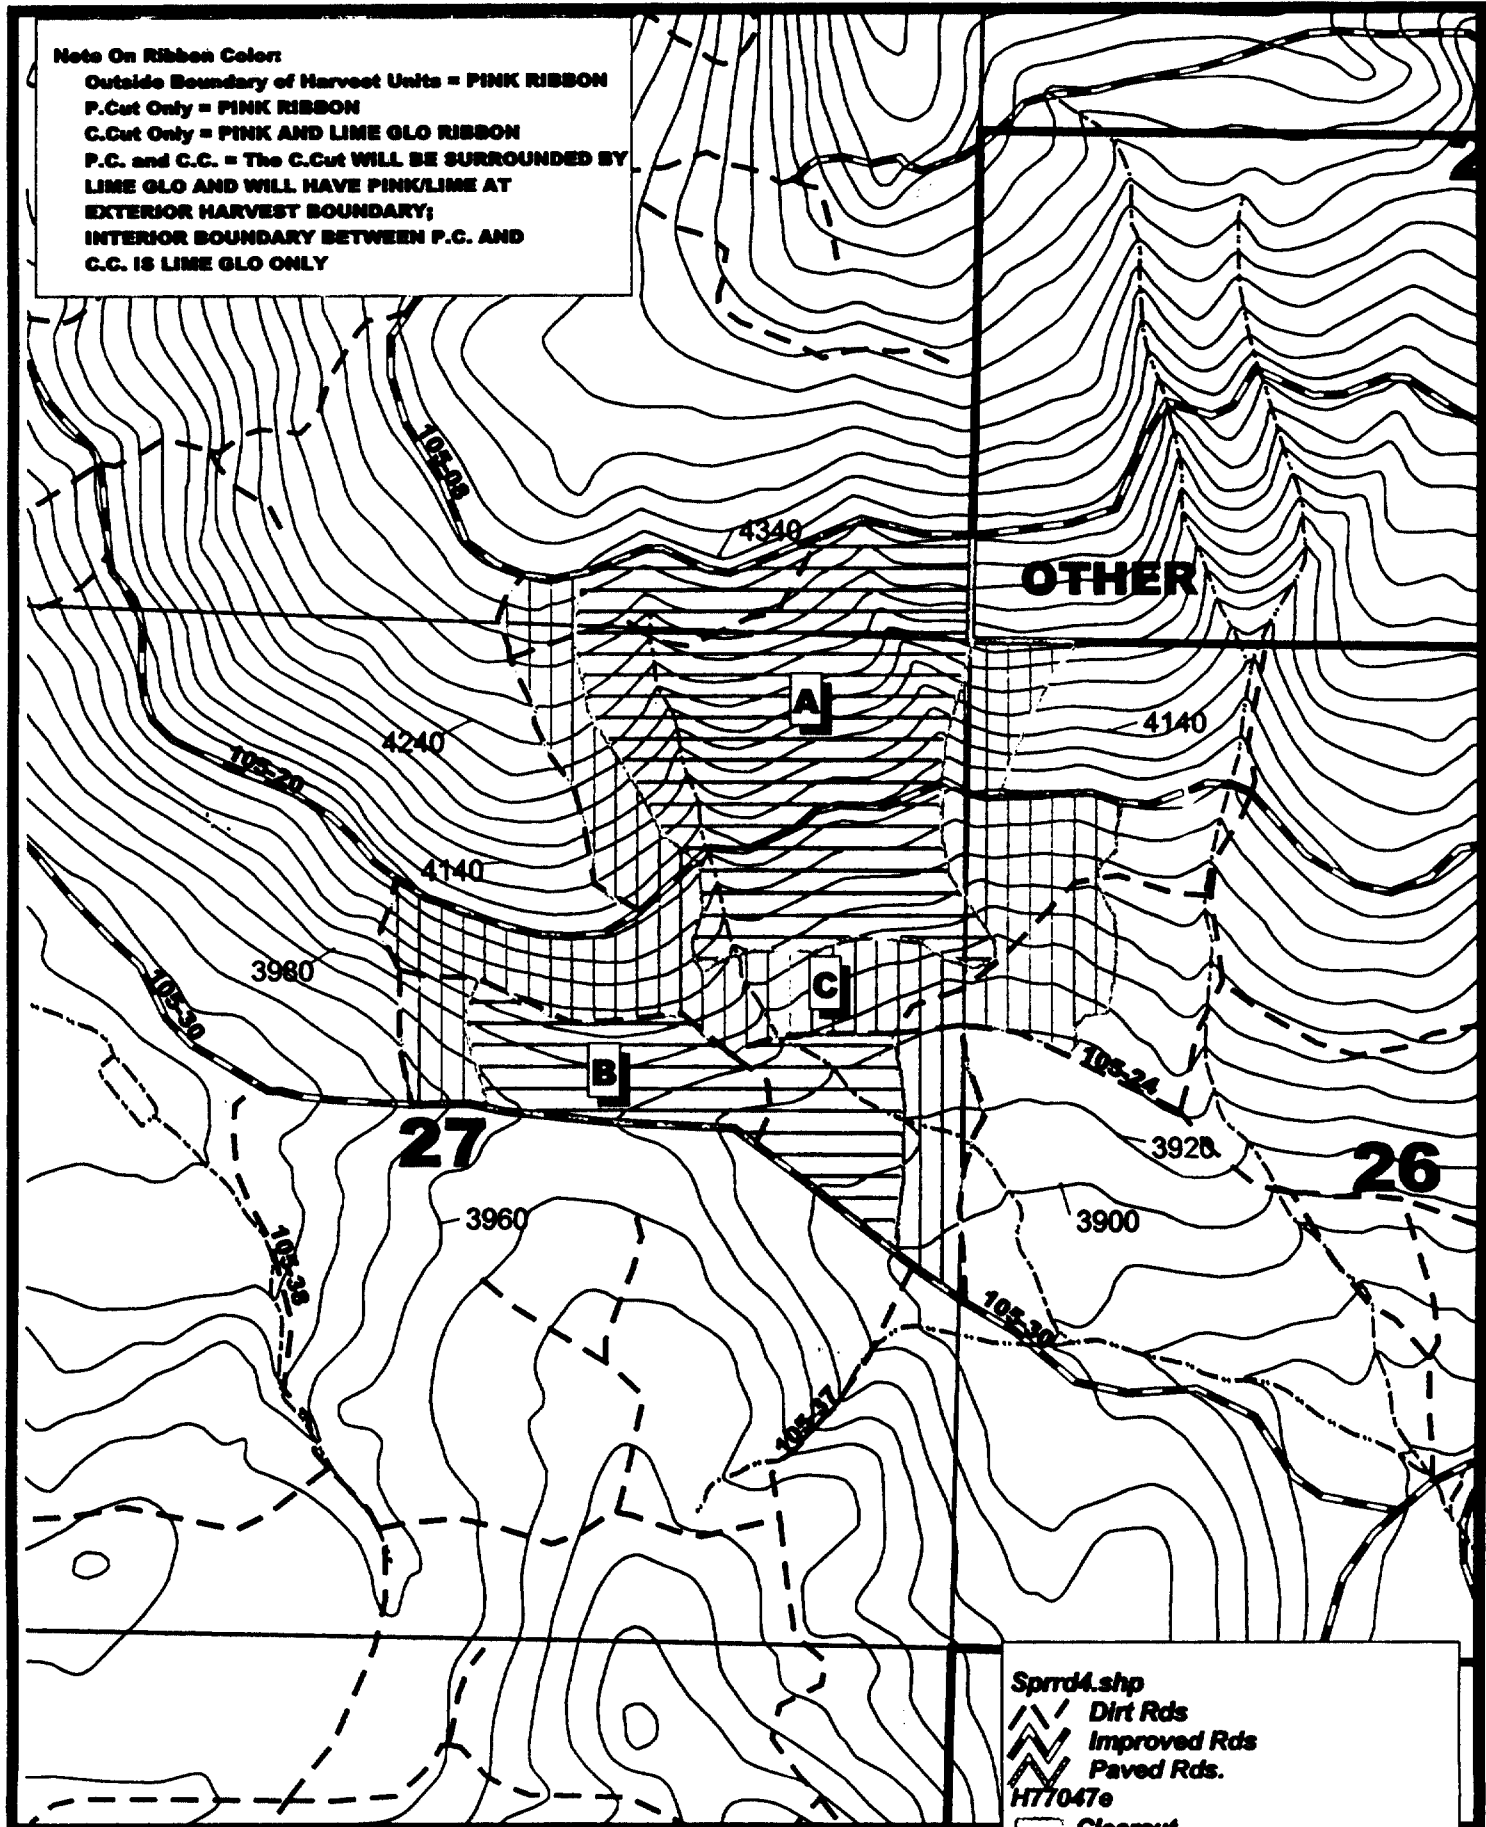 Note On Ribbon Color:
Outside Boundary of Harvest Units = PINK RIBBON
P.Cut Only = PINK RIBBON
C.Cut Only = PINK AND LIME GLO RIBBON
P.C. and C.C. = The C.Cut WILL BE SURROUNDED BY
LIME GLO AND WILL HAVE PINK/LIME AT
EXTERIOR HARVEST BOUNDARY;
INTERIOR BOUNDARY BETWEEN P.C. AND
C.C. IS LIME GLO ONLY
105-08
4340
OTHER
A
4240
4140
105-20
4140
3980
105-30
C
B
105-24
27
3920
26
3960
3900
105-38
105-30
105-37
Sprrd4.shp
Dirt Rds
Improved Rds
Paved Rds.
H77047e
Clearcut